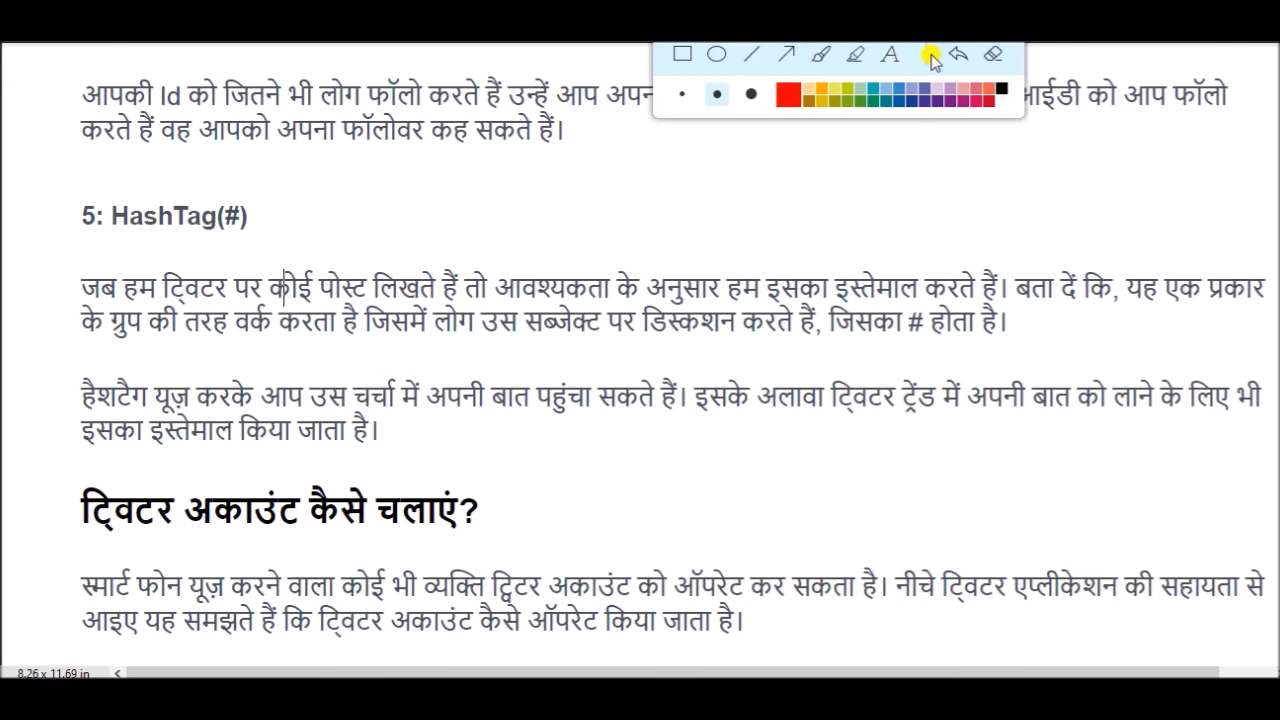 आपकी Id को जितने भी लोग फॉलो करते हैं उन्हें आप अपन आईडी को आप फॉलो
करते हैं वह आपको अपना फॉलोवर कह सकते हैं।
5: HashTag(#)
जब हम ट्विटर पर कोई पोस्ट लिखते हैं तो आवश्यकता के अनुसार हम इसका इस्तेमाल करते हैं। बता दें कि, यह एक प्रकार
के ग्रुप की तरह वर्क करता है जिसमें लोग उस सब्जेक्ट पर डिस्कशन करते हैं, जिसका # होता है।
हैशटैग यूज़ करके आप उस चर्चा में अपनी बात पहुंचा सकते हैं। इसके अलावा ट्विटर ट्रेंड में अपनी बात को लाने के लिए भी
इसका इस्तेमाल किया जाता है।
ट्विटर अकाउंट कैसे चलाएं?
स्मार्ट फोन यूज़ करने वाला कोई भी व्यक्ति ट्विटर अकाउंट को ऑपरेट कर सकता है। नीचे ट्विटर एप्लीकेशन की सहायता से
आइए यह समझते हैं कि ट्विटर अकाउंट कैसे ऑपरेट किया जाता है।
8.26 x 11.69 in